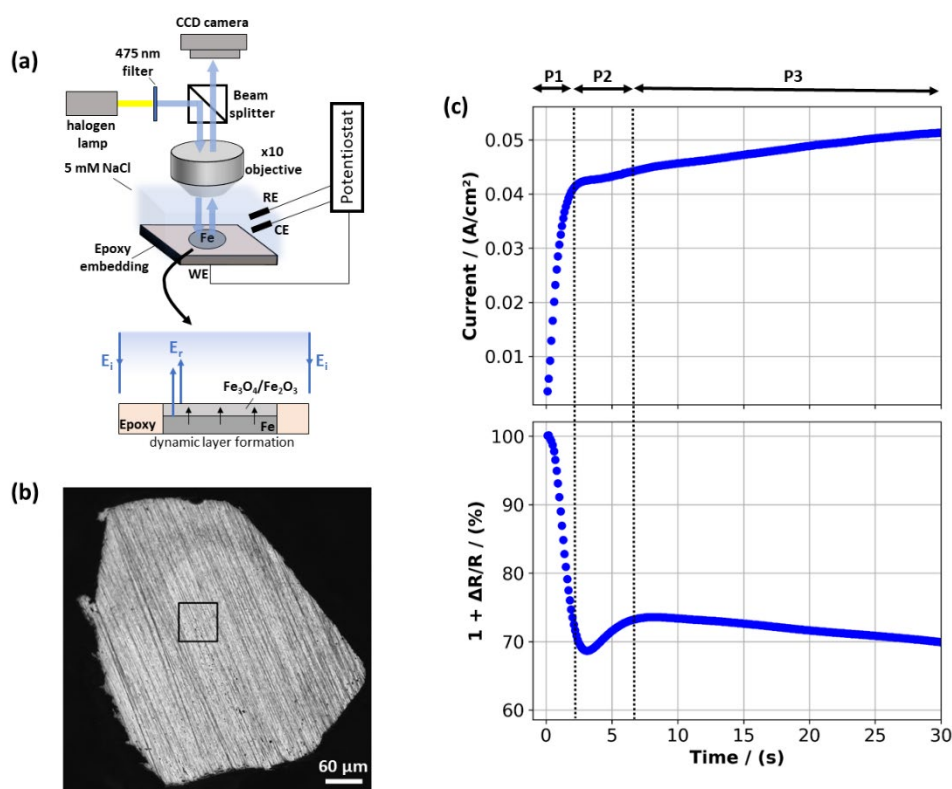 (a)
CCD camera
475 nm
filter
Beam
splitter
halogen
lamp
x10
objective
Potentiostat
5 mM NaCl
RE
CE
Fe
Epoxy
embedding
WE
Ei
Er
Ei
Fe3O4/Fe2O3
Epoxy
Fe
dynamic layer formation
(b)
60 µm
(c)
P1
P2
P3
Current / (A/cm²)
0.05
0.04
0.03
0.02
0.01
1 + ΔR/R / (%)
100
90
80
70
60
0
5
10
15
20
25
30
Time / (s)